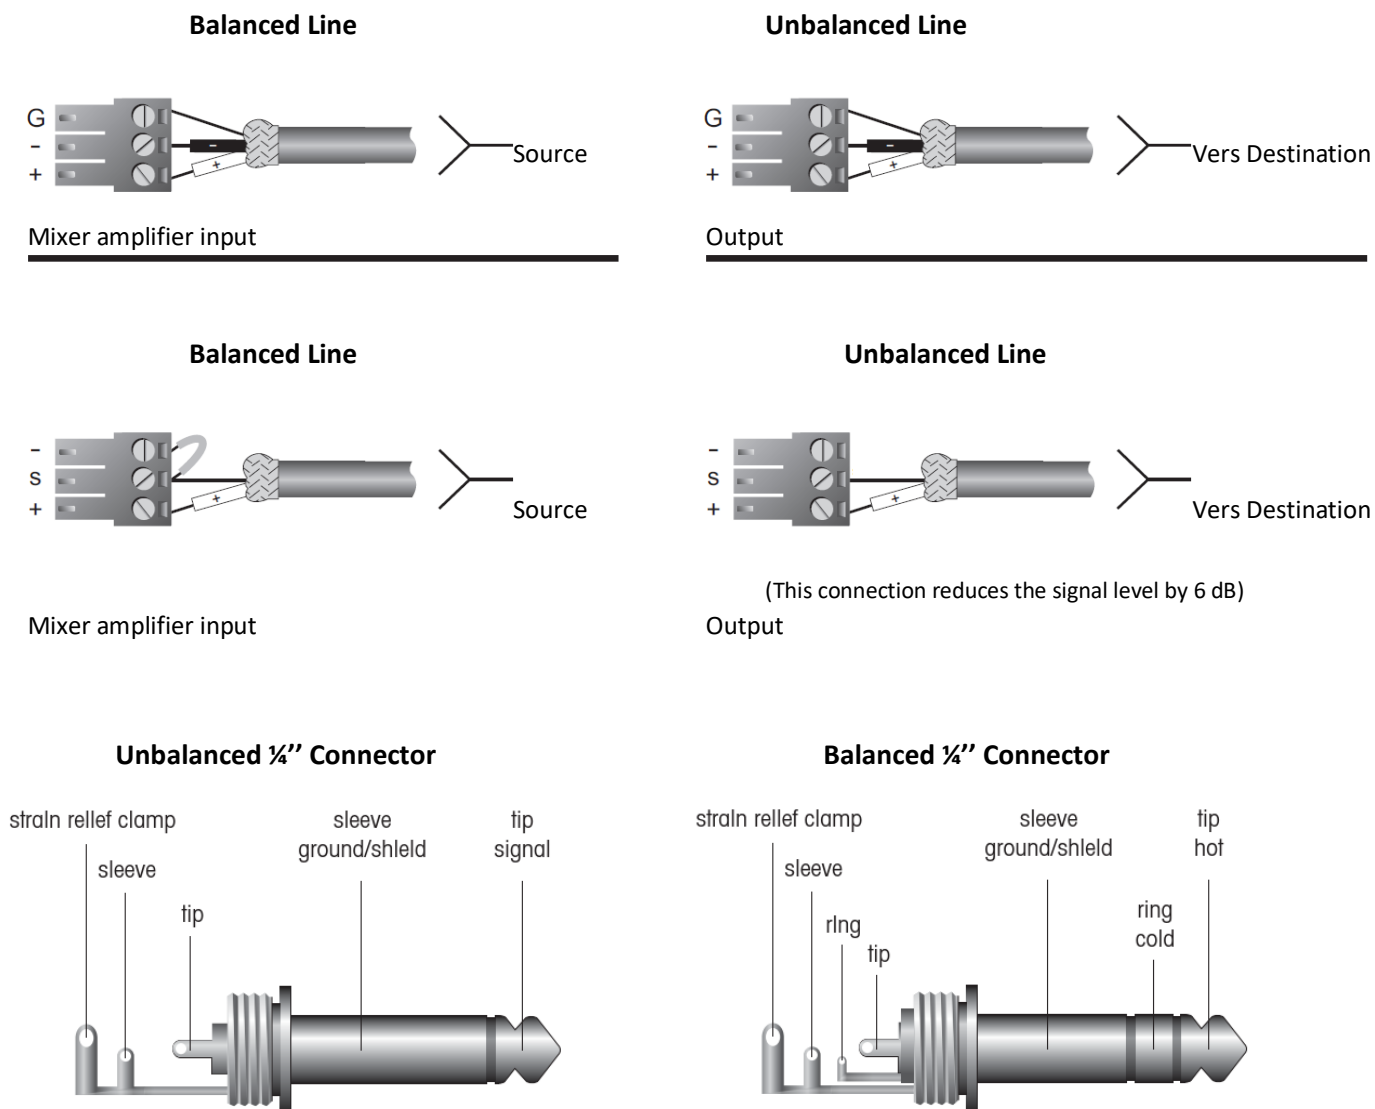 Balanced Line
Unbalanced Line
G
-
+
-
+
Source
G
-
+
-
+
Vers Destination
Mixer amplifier input
Output
Balanced Line
Unbalanced Line
-
S
+
+
Source
-
S
+
+
Vers Destination
(This connection reduces the signal level by 6 dB)
Mixer amplifier input
Output
Unbalanced ¼’’ Connector
Balanced ¼’’ Connector
straln rellef clamp
sleeve
tip
sleeve
ground/shleld
tip
signal
straln rellef clamp
sleeve
rlng
tip
sleeve
ground/shleld
ring
cold
tip
hot